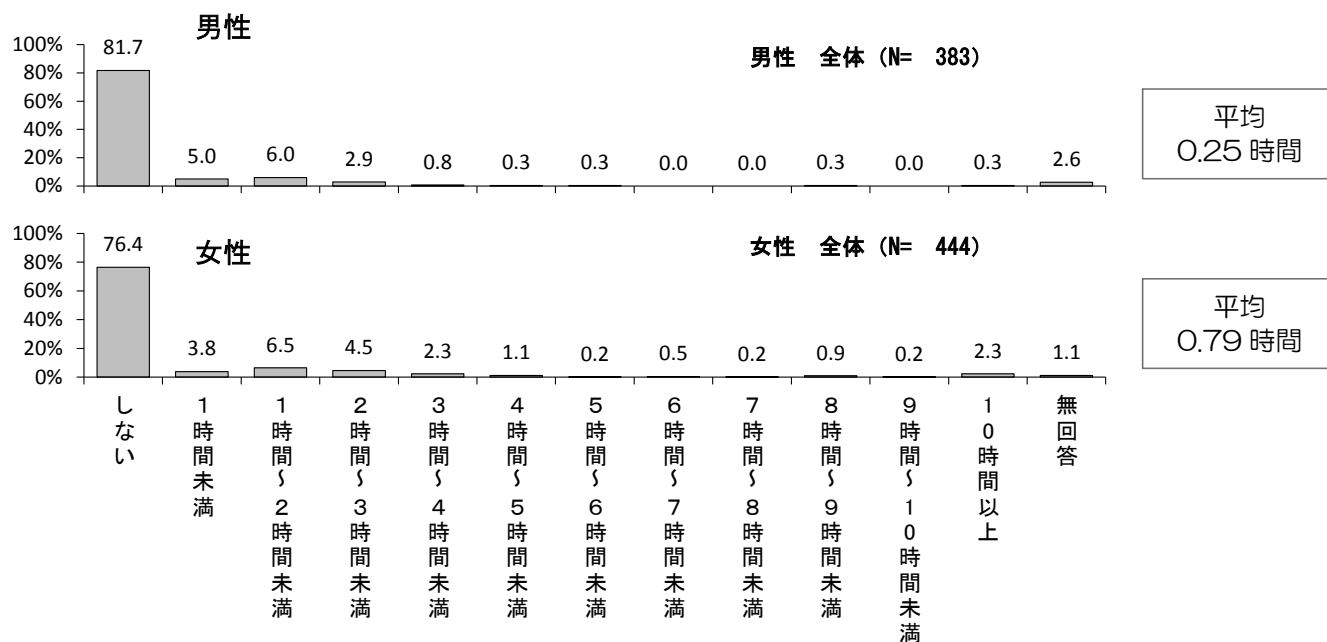 男性
男性 全体 (N= 383)
100%
80%
60%
40%
20%
0%
81.7
5.0
6.0
2.9
0.8
0.3
0.3
0.0
0.0
0.3
0.0
0.3
2.6
平均
0.25 時間
女性
女性 全体 (N= 444)
100%
80%
60%
40%
20%
0%
76.4
3.8
6.5
4.5
2.3
1.1
0.2
0.5
0.2
0.9
0.2
2.3
1.1
平均
0.79 時間
しない
1時間未満
1時間~2時間未満
2時間~3時間未満
3時間~4時間未満
4時間~5時間未満
5時間~6時間未満
6時間~7時間未満
7時間~8時間未満
8時間~9時間未満
9時間~10時間未満
10時間以上
無回答